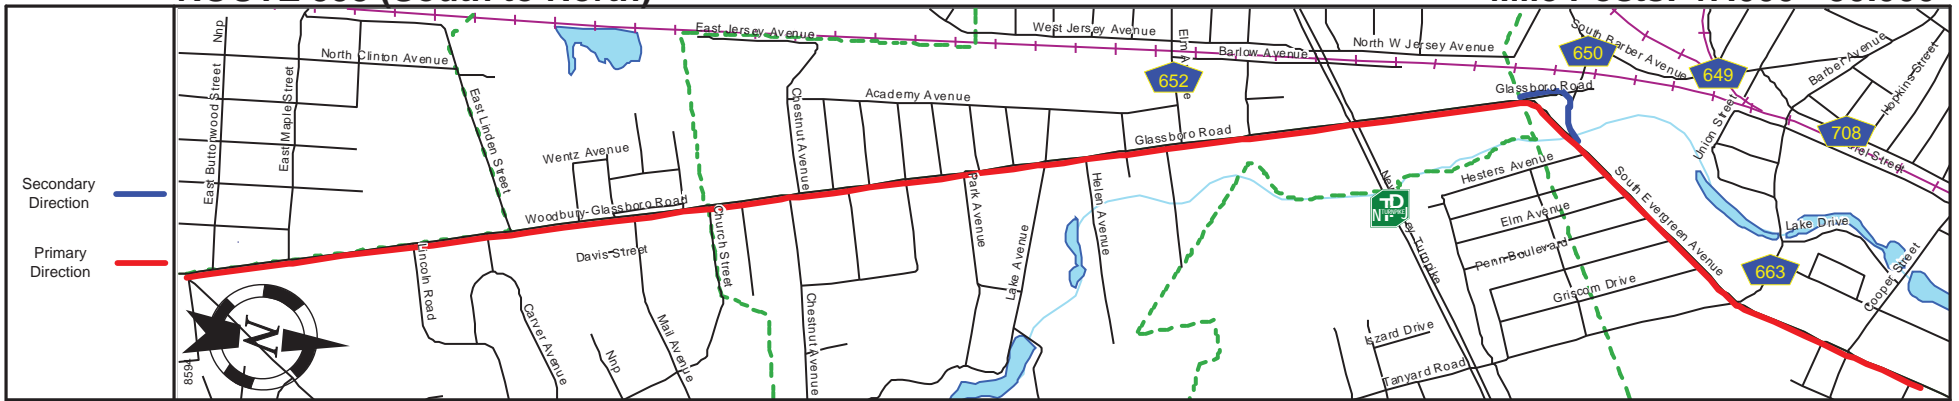 Secondary
Direction
Primary
Direction
Nnp
North Clinton Avenue
East Buttonwood Street
East Maple Street
East Linden Street
East Jersey Avenue
West Jersey Avenue
Barlow Avenue
North W Jersey Avenue
South Barber Avenue
650
649
652
708
663
Glassboro Road
Barber Avenue
Hopkins Street
Union Street
Academy Avenue
Chestnut Avenue
Glassboro Road
Wentz Avenue
Woodbury-Glassboro Road
Davis Street
Church Street
Park Avenue
Helen Avenue
Lake Avenue
Hesters Avenue
Elm Avenue
Penn Boulevard
Griscom Drive
South Evergreen Avenue
Lake Drive
Cooper Street
Lincoln Road
Carver Avenue
Nnp
Mail Avenue
Chestnut Avenue
Tanyard Road
N
NJ
TURNPIKE